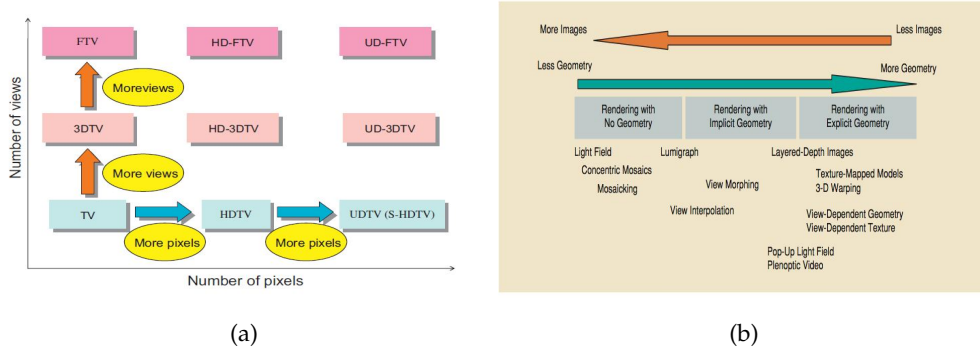 FTV
HD-FTV
UD-FTV
Moreviews
3DTV
HD-3DTV
UD-3DTV
More views
TV
HDTV
UDTV (S-HDTV)
More pixels
More pixels
Number of views
Number of pixels
(a)
More Images
Less Images
Less Geometry
More Geometry
Rendering with
No Geometry
Rendering with
Implicit Geometry
Rendering with
Explicit Geometry
Light Field
Lumigraph
Layered-Depth Images
Concentric Mosaics
Texture-Mapped Models
Mosaicking
View Morphing
3-D Warping
View Interpolation
View-Dependent Geometry
View-Dependent Texture
Pop-Up Light Field
Plenoptic Video
(b)